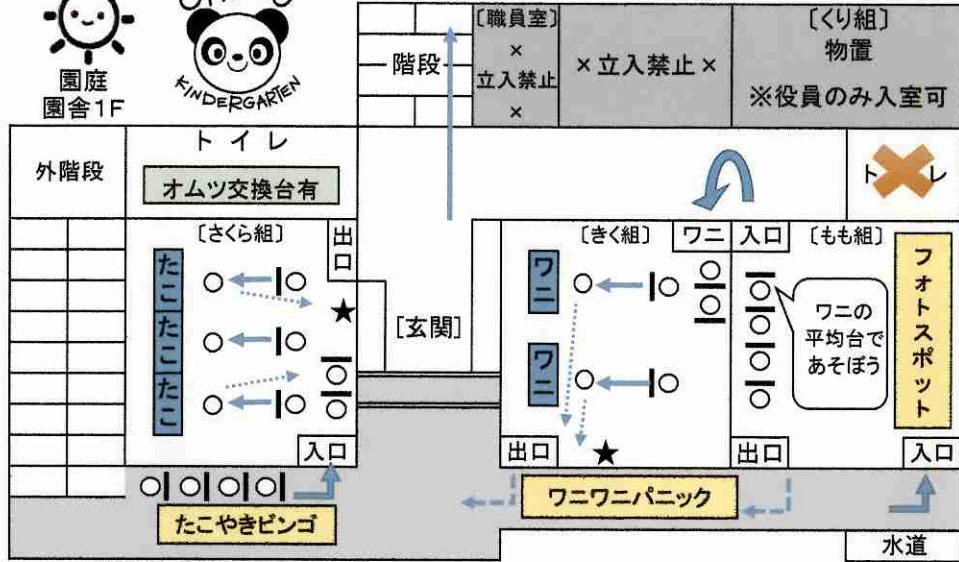 園庭
園舎1F
KINDERGARTEN
階段
〔職員室〕
×
立入禁止
×
×立入禁止×
〔くり組〕
物置
※役員のみ入室可
外階段
トイレ
オムツ交換台有
ト レ
〔さくら組〕
出口
たこ
たこ
たこ
★
入口
[玄関]
〔きく組〕
ワニ
ワニ
ワニ
出口
★
入口
〔もも組〕
ワニの
平均台で
あそぼう
フォトスポット
出口
入口
たこやきビンゴ
ワニワニパニック
水道